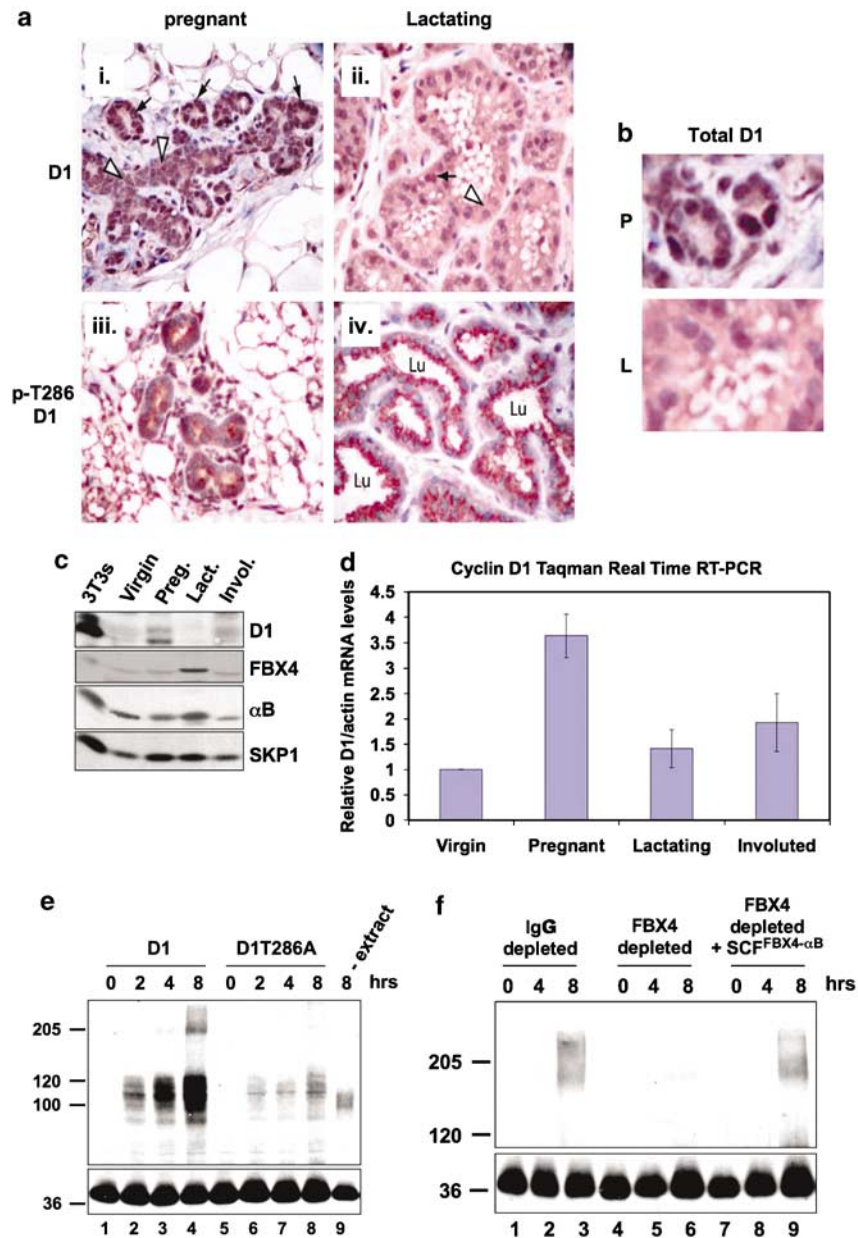 a
pregnant Lactating
D1
i.
ii.
p-T286
D1
iii.
iv.
Lu
Lu
Lu
Lu
b
Total D1
P
L
c
3T3s Virgin Preg. Lact. Invol.
D1
FBX4
αB
SKP1
d
Cyclin D1 Taqman Real Time RT-PCR
Relative D1/actin mRNA levels
4.5
4
3.5
3
2.5
2
1.5
1
0.5
0
Virgin Pregnant Lactating Involuted
e
D1 D1T286A - extract
0 2 4 8 0 2 4 8 8 hrs
205
120
100
36
1 2 3 4 5 6 7 8 9
f
IgG
depleted
FBX4
depleted
FBX4
depleted
+ SCFFBX4-αB
0 4 8 0 4 8 0 4 8 hrs
205
120
36
1 2 3 4 5 6 7 8 9